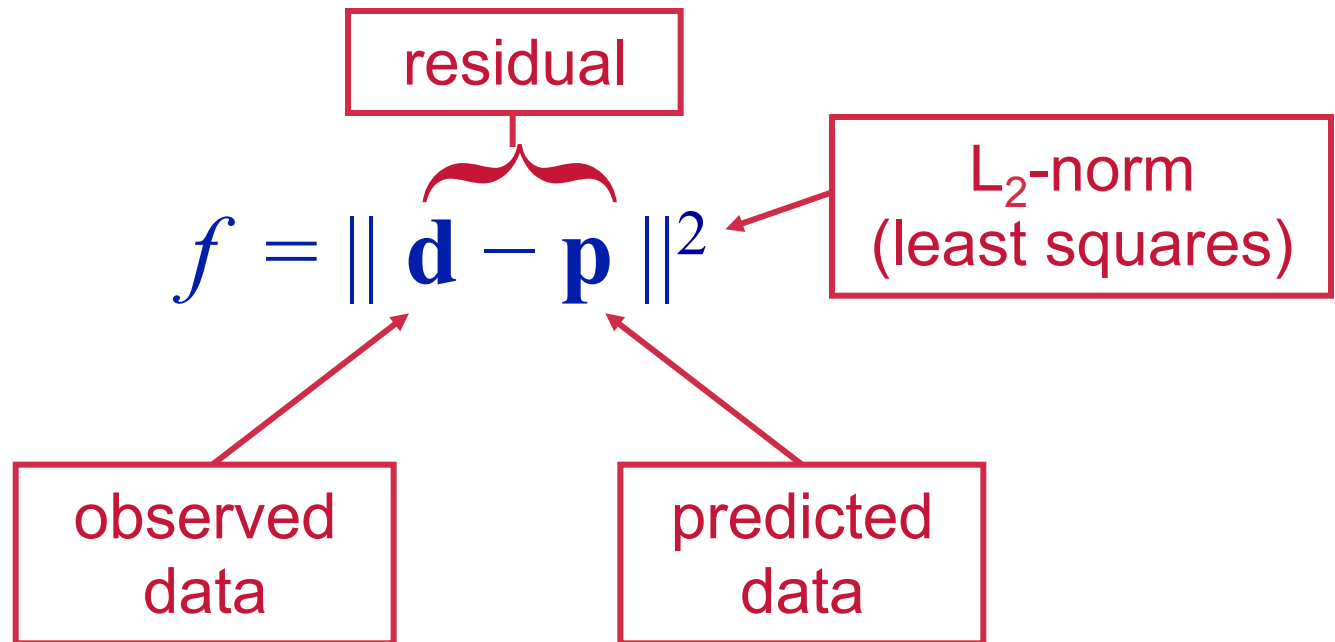 residual
L₂-norm
(least squares)
f = || d – p ||²
observed
data
predicted
data